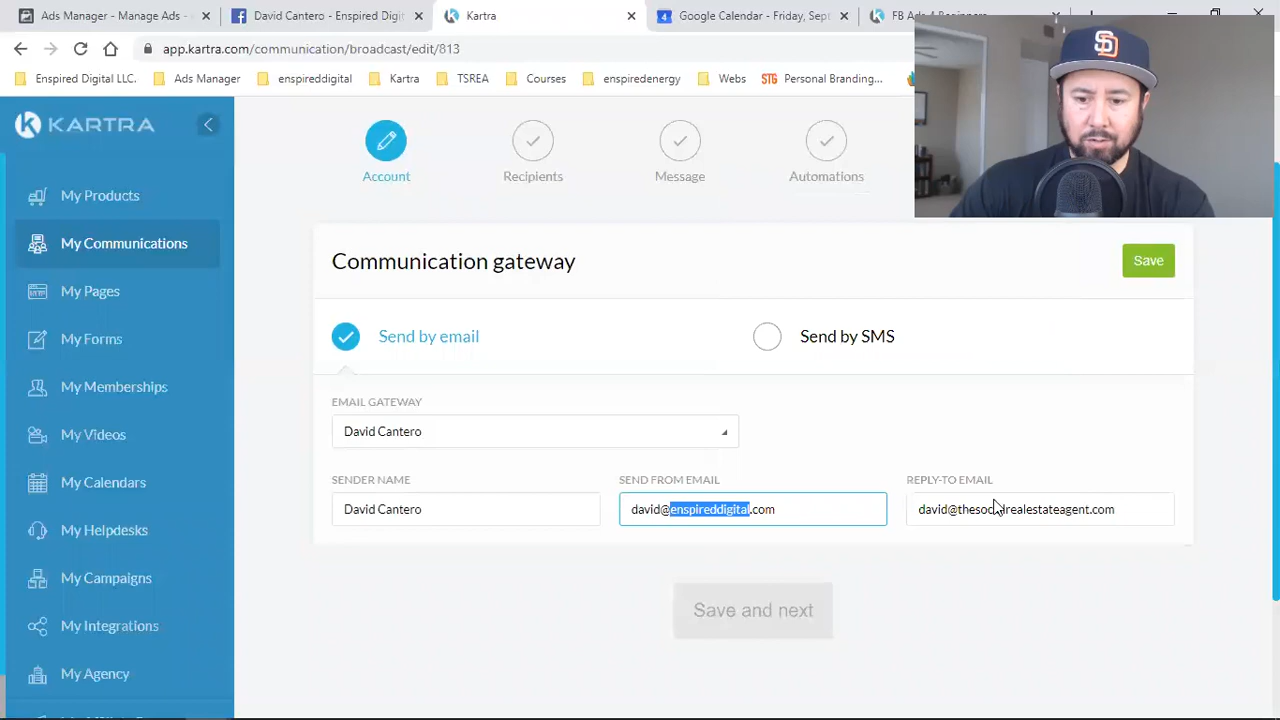 Ads Manager - Manage Ads -
David Cantero - Enspired Digital
Kartra
Google Calendar - Friday, Sept
app.kartra.com/communication/broadcast/edit/813
Enspired Digital LLC.
Ads Manager
enspireddigital
Kartra
TSREA
Courses
enspiredenergy
Webs
STG
Personal Branding...
KARTRA
My Products
My Communications
My Pages
My Forms
My Memberships
My Videos
My Calendars
My Helpdesks
My Campaigns
My Integrations
My Agency
Account
Recipients
Message
Automations
Communication gateway
Save
Send by email
Send by SMS
EMAIL GATEWAY
David Cantero
SENDER NAME
David Cantero
SEND FROM EMAIL
david@enspireddigital.com
REPLY-TO EMAIL
david@thesocialrealestateagent.com
Save and next
SD